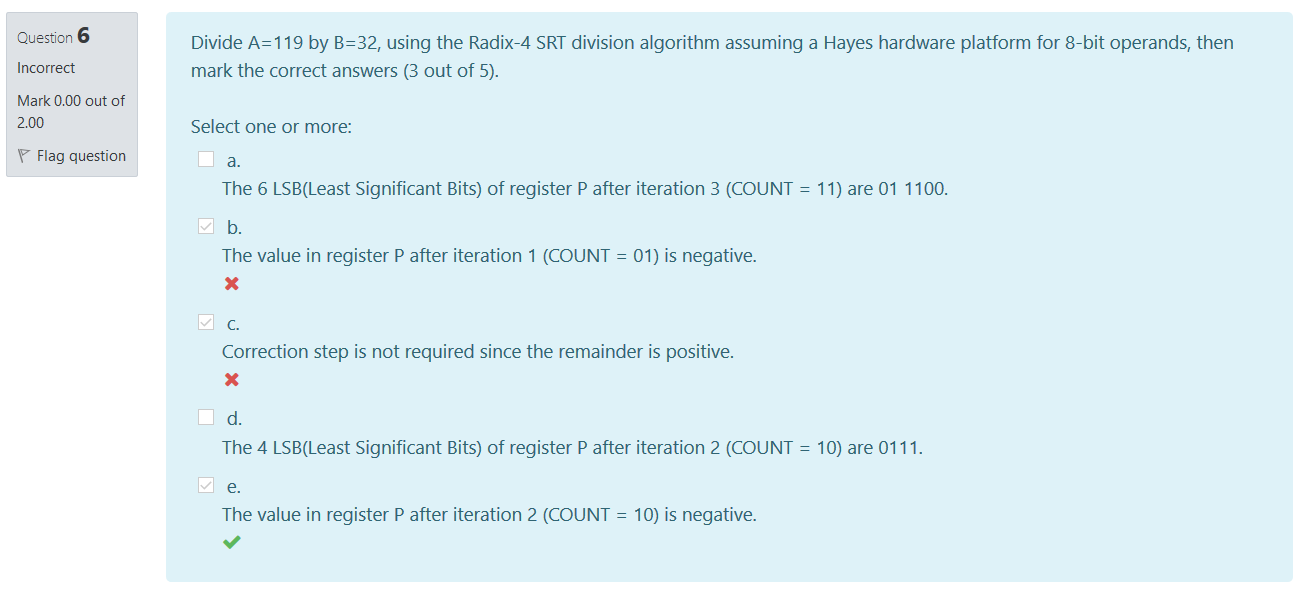 Question 6
Incorrect
Mark 0.00 out of
2.00
Flag question
Divide A=119 by B=32, using the Radix-4 SRT division algorithm assuming a Hayes hardware platform for 8-bit operands, then
mark the correct answers (3 out of 5).
Select one or more:
a.
The 6 LSB(Least Significant Bits) of register P after iteration 3 (COUNT = 11) are 01 1100.
b.
The value in register P after iteration 1 (COUNT = 01) is negative.
c.
Correction step is not required since the remainder is positive.
d.
The 4 LSB(Least Significant Bits) of register P after iteration 2 (COUNT = 10) are 0111.
e.
The value in register P after iteration 2 (COUNT = 10) is negative.